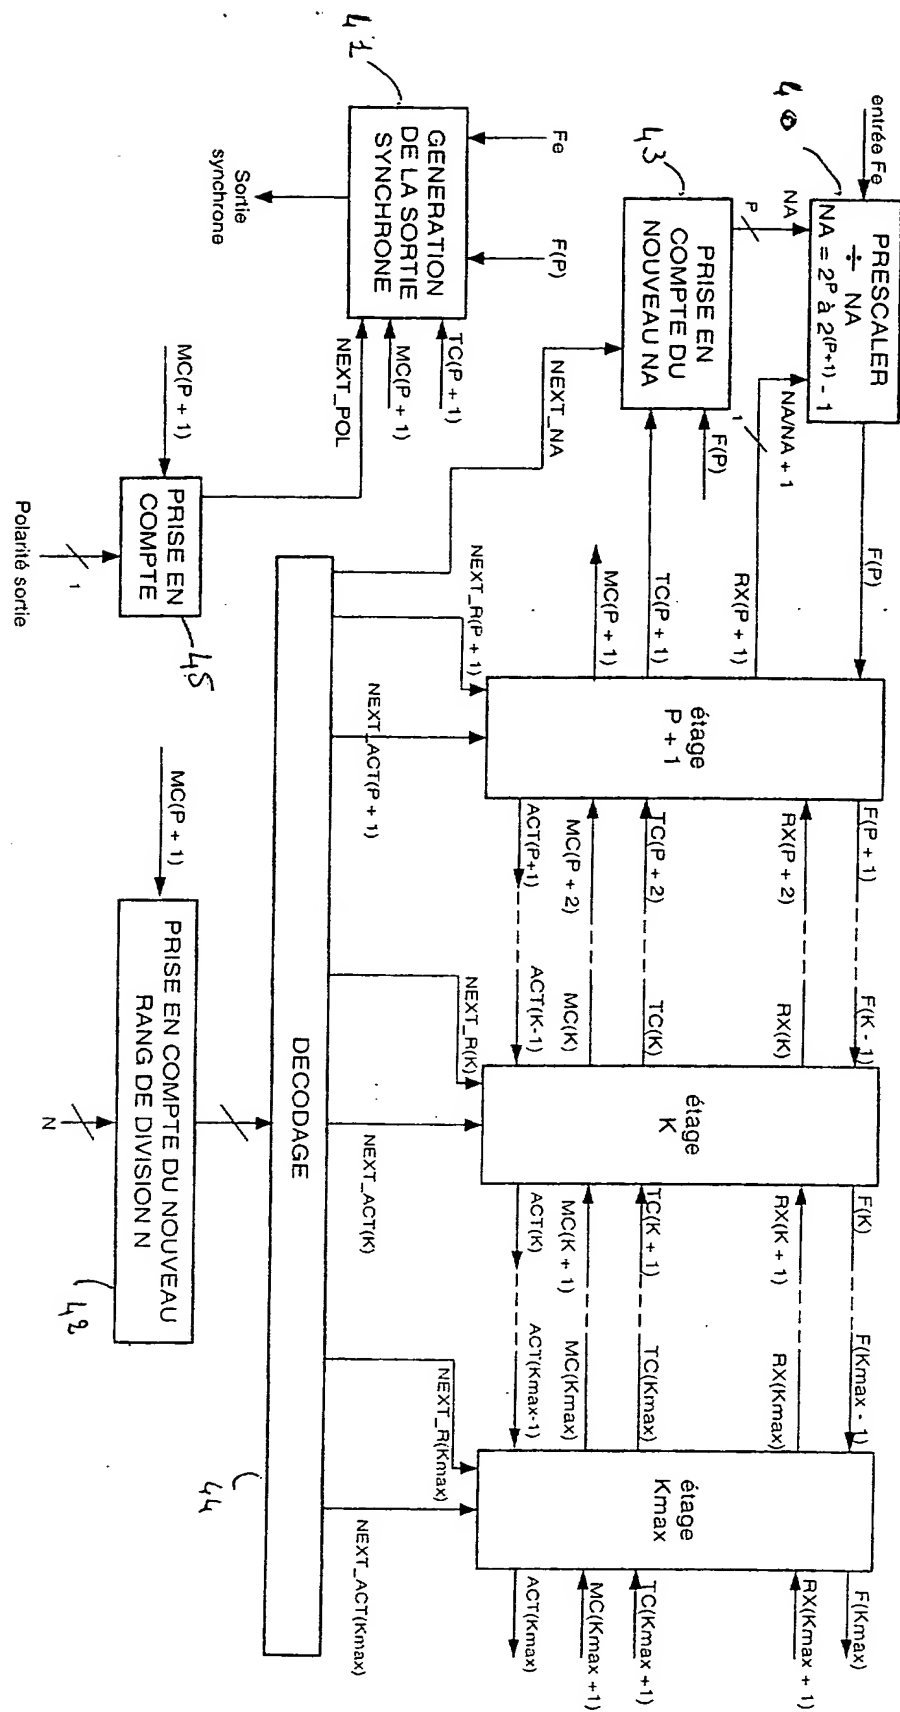 entrée Fe
40
PRESCALER
÷ NA
NA = 2^P à 2^(P+1) - 1
F(P)
NA
P
NA/NA + 1
1
RX(P + 1)
43
PRISE EN
COMPTE DU
NOUVEAU NA
F(P)
TC(P + 1)
MC(P + 1)
NEXT_NA
41
Fe
F(P)
GENERATION
DE LA SORTIE
SYNCHRONE
TC(P + 1)
MC(P + 1)
NEXT_POL
Sortie
synchrone
étage
P + 1
F(P + 1)
RX(P + 2)
TC(P + 2)
MC(P + 2)
ACT(P+1)
NEXT_R(P + 1)
NEXT_ACT(P + 1)
F(K - 1)
RX(K)
TC(K)
MC(K)
ACT(K-1)
étage
K
F(K)
RX(K + 1)
TC(K + 1)
MC(K + 1)
ACT(K)
NEXT_R(K)
NEXT_ACT(K)
F(Kmax - 1)
RX(Kmax)
TC(Kmax)
MC(Kmax)
ACT(Kmax-1)
étage
Kmax
F(Kmax)
RX(Kmax + 1)
TC(Kmax+1)
MC(Kmax +1)
ACT(Kmax)
NEXT_R(Kmax)
NEXT_ACT(Kmax)
DECODAGE
44
MC(P + 1)
PRISE EN
COMPTE
45
1
Polarité sortie
MC(P + 1)
PRISE EN COMPTE DU NOUVEAU
RANG DE DIVISION N
42
N